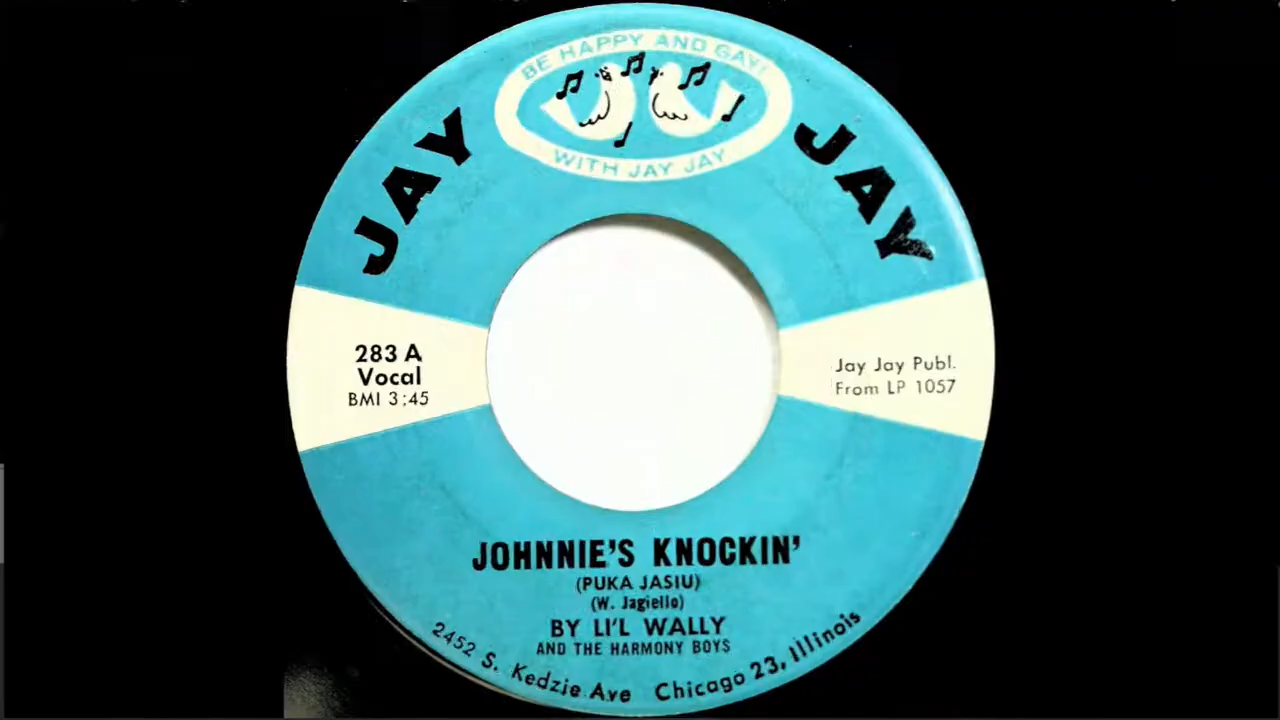 BE HAPPY AND GAY!
WITH JAY JAY
JAY JAY
283 A
Vocal
BMI 3:45
Jay Jay Publ.
From LP 1057
JOHNNIE'S KNOCKIN'
(PUKA JASIU)
(W. Jagiello)
BY LI'L WALLY
AND THE HARMONY BOYS
2452 S. Kedzie Ave Chicago 23, Illinois